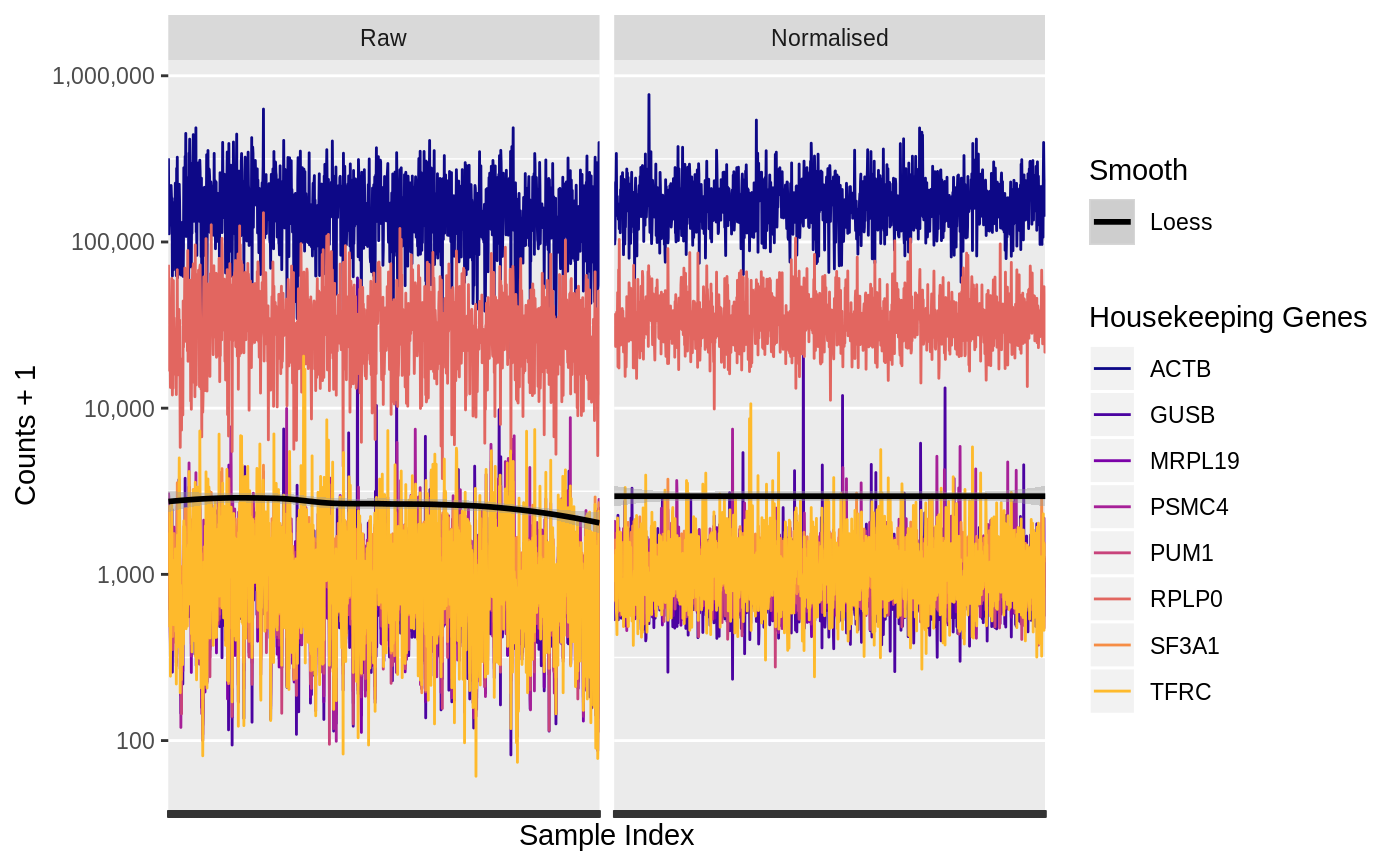 Raw
Normalised
1,000,000
100,000
10,000
1,000
100
Counts + 1
Sample Index
Smooth
Loess
Housekeeping Genes
ACTB
GUSB
MRPL19
PSMC4
PUM1
RPLP0
SF3A1
TFRC